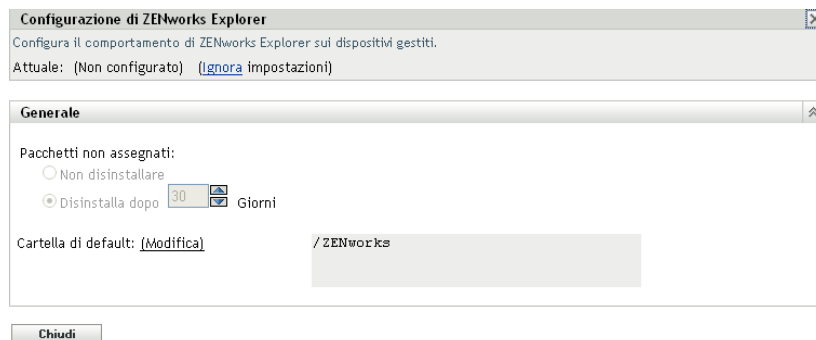 Configurazione di ZENworks Explorer
Configura il comportamento di ZENworks Explorer sui dispositivi gestiti.
Attuale: (Non configurato) (Ignora impostazioni)
Generale
Pacchetti non assegnati:
Non disinstallare
Disinstalla dopo 30 Giorni
Cartella di default: (Modifica) /ZENworks
Chiudi